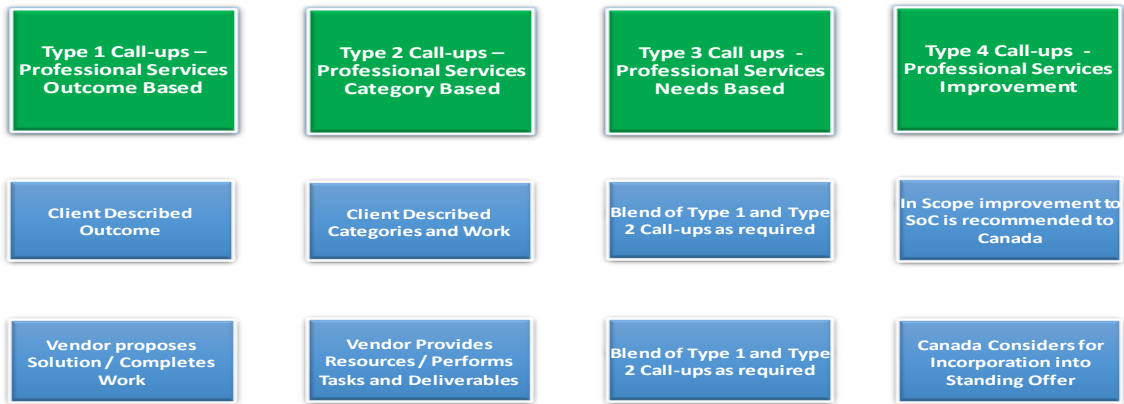 Type 1 Call-ups –
Professional Services
Outcome Based
Type 2 Call-ups –
Professional Services
Category Based
Type 3 Call ups -
Professional Services
Needs Based
Type 4 Call-ups -
Professional Services
Improvement
Client Described
Outcome
Client Described
Categories and Work
Blend of Type 1 and Type
2 Call-ups as required
In Scope improvement to
SoC is recommended to
Canada
Vendor proposes
Solution / Completes
Work
Vendor Provides
Resources / Performs
Tasks and Deliverables
Blend of Type 1 and Type
2 Call-ups as required
Canada Considers for
Incorporation into
Standing Offer